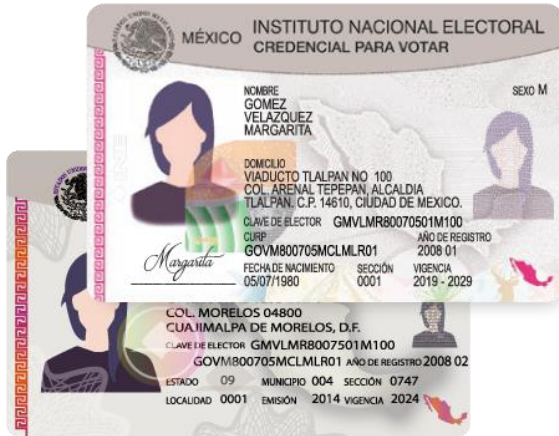 MÉXICO INSTITUTO NACIONAL ELECTORAL
CREDENCIAL PARA VOTAR
NOMBRE SEXO M
GOMEZ
VELAZQUEZ
MARGARITA
DOMICILIO
VIADUCTO TLALPAN NO 100
COL. ARENAL TEPEPAN, ALCALDIA
TLALPAN. C.P. 14610, CIUDAD DE MEXICO.
CLAVE DE ELECTOR GMVLMR80070501M100
CURP AÑO DE REGISTRO
GOVM800705MCLMLR01 2008 01
FECHA DE NACIMIENTO SECCIÓN VIGENCIA
05/07/1980 0001 2019 - 2029
Margarita
COL. MORELOS 04800
CUAJIMALPA DE MORELOS, D.F.
CLAVE DE ELECTOR GMVLMR8007501M100
GOVM800705MCLMLR01 AÑO DE REGISTRO 2008 02
ESTADO 09 MUNICIPIO 004 SECCIÓN 0747
LOCALIDAD 0001 EMISIÓN 2014 VIGENCIA 2024